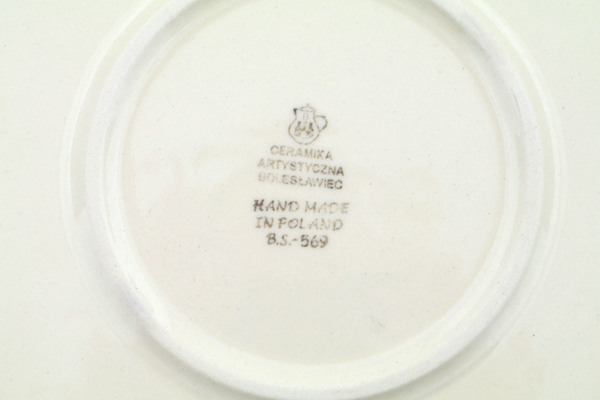 CERAMIKA
ARTYSTYCZNA
BOLESŁAWIEC
HAND MADE
IN POLAND
B.S.-569